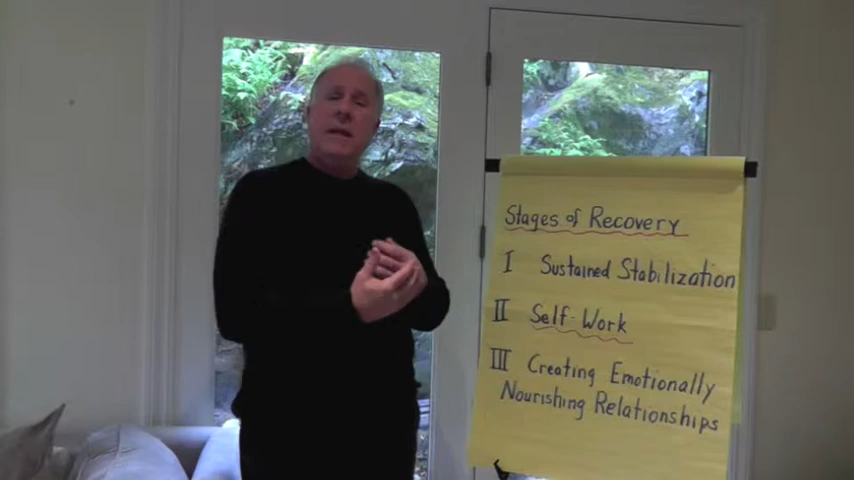 Stages of Recovery
I Sustained Stabilization
II Self-Work
III Creating Emotionally
Nourishing Relationships